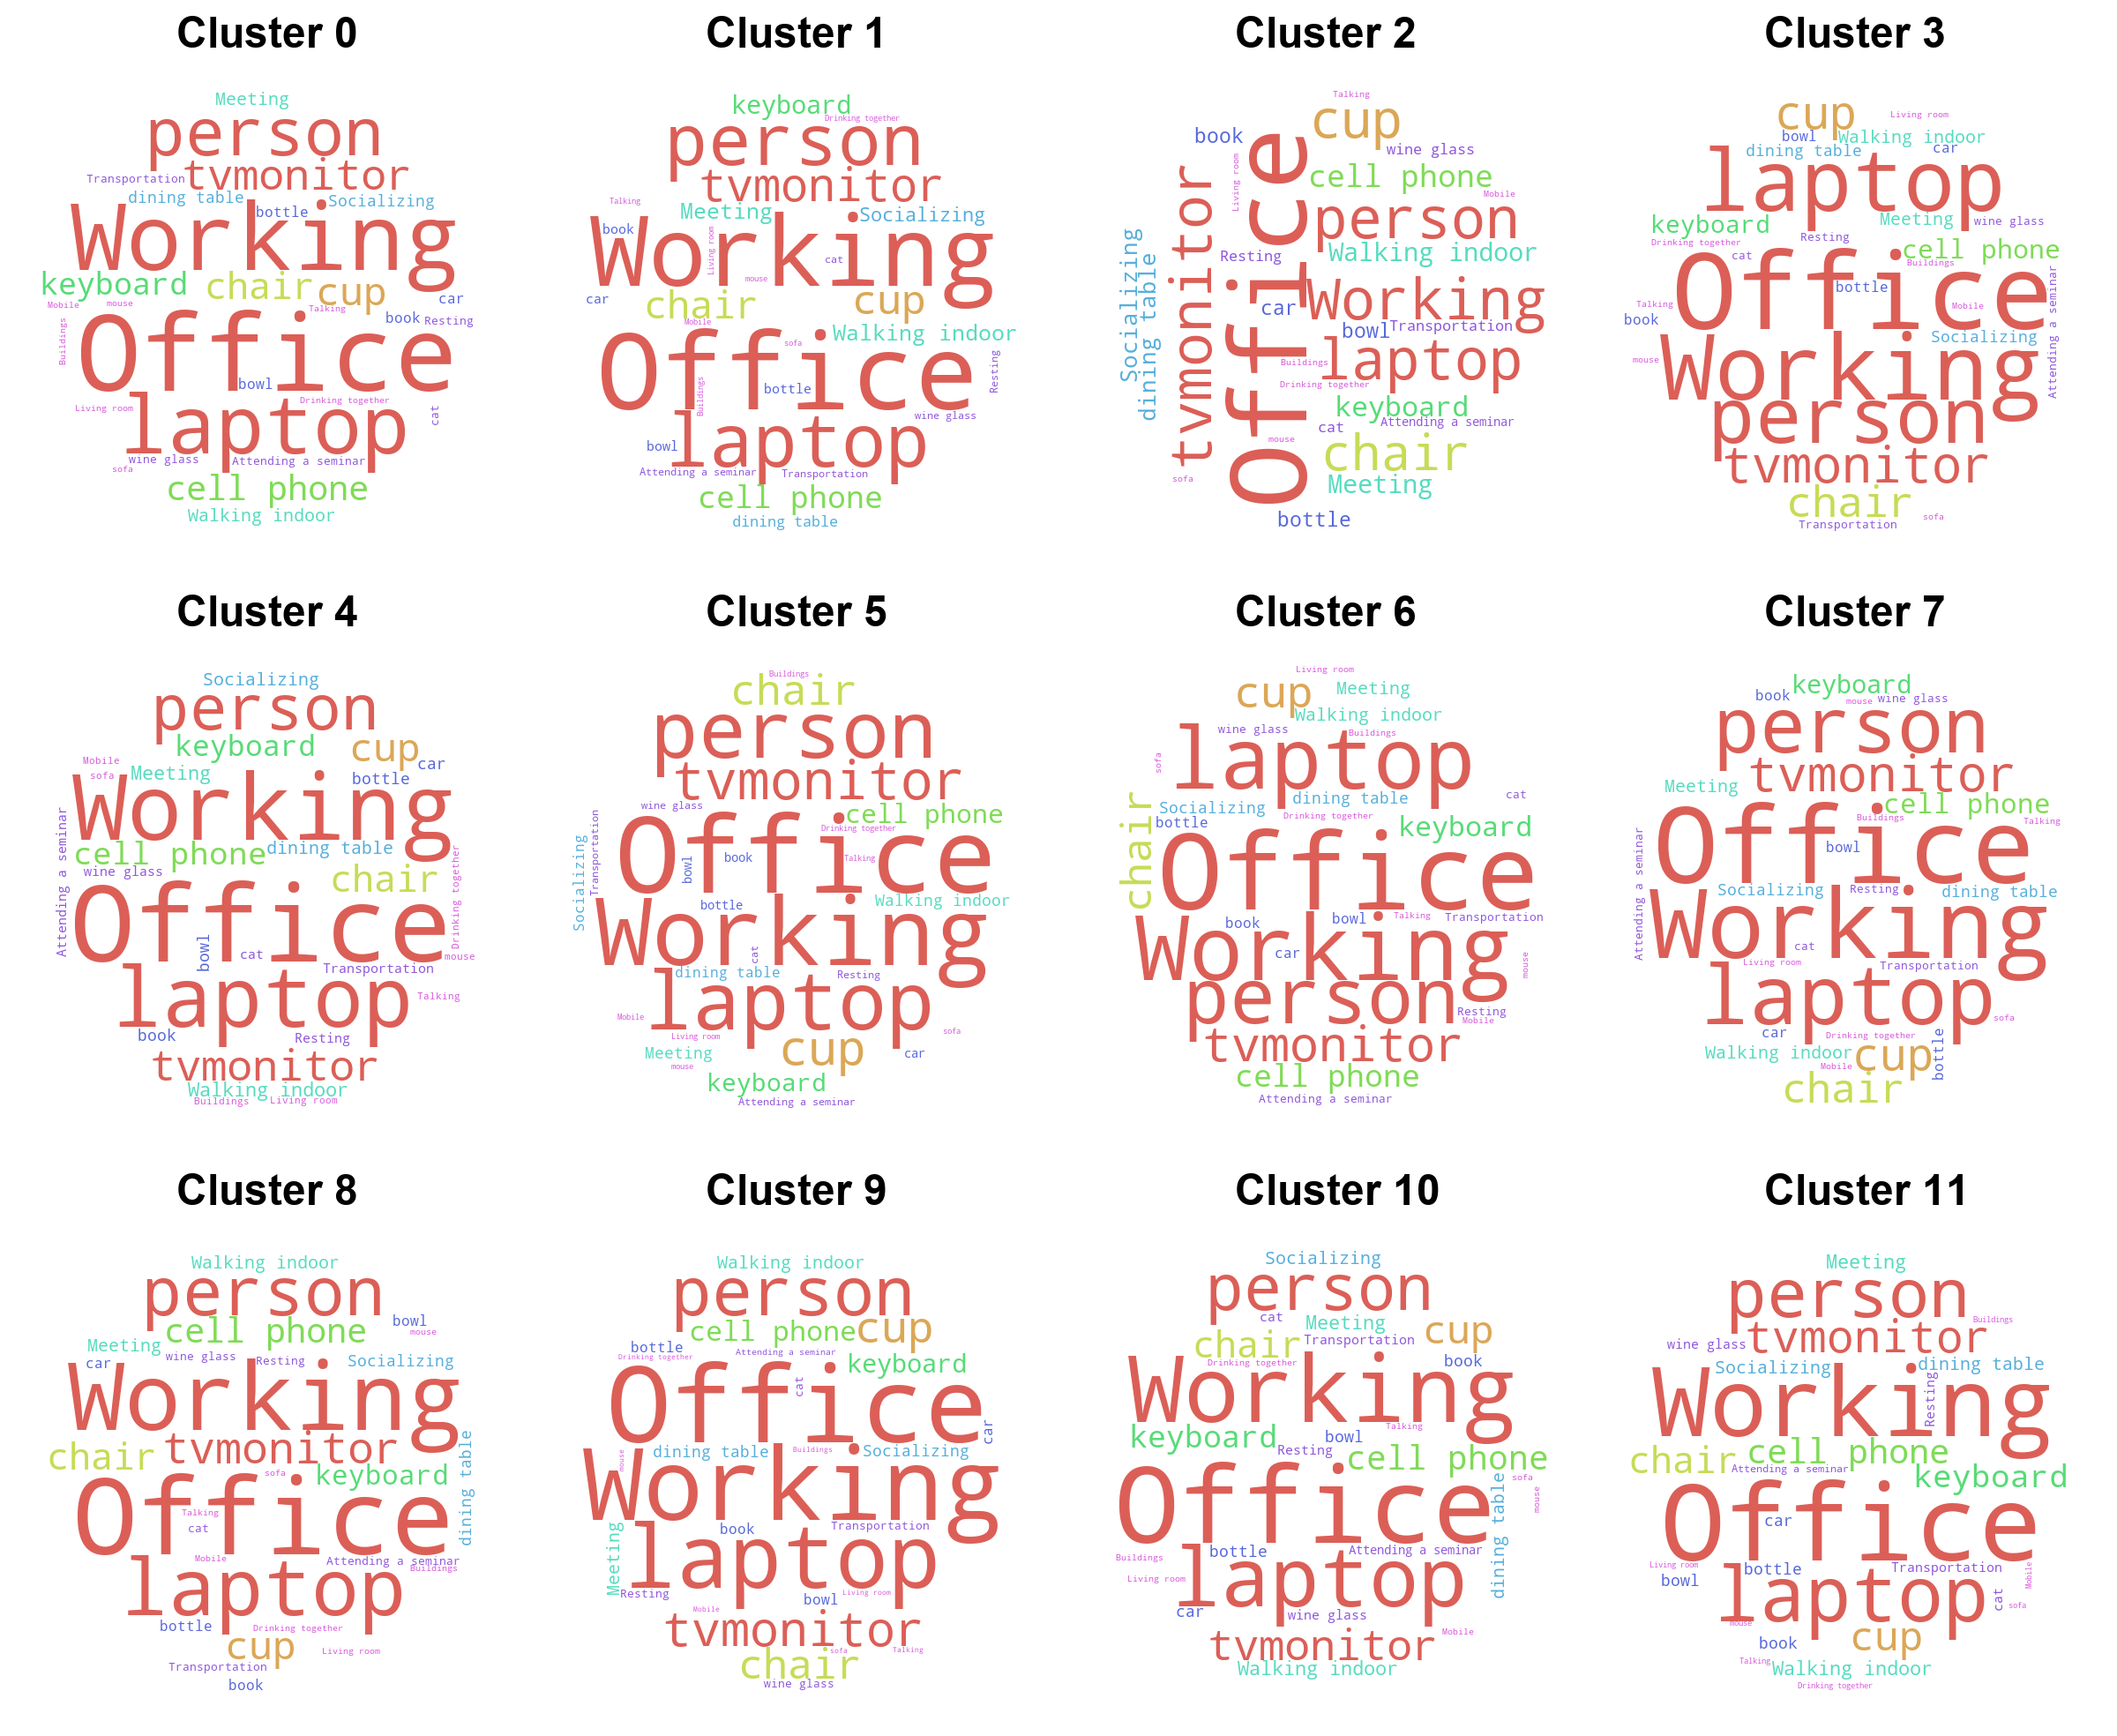 Cluster 0
Meeting
person
tvmonitor
Transportation
dining table
Socializing
bottle
Working
keyboard
chair
cup
car
Mobile
mouse
Talking
book
Resting
Buildings
Office
bowl
Living room
Drinking together
cat
laptop
wine glass
Attending a seminar
sofa
cell phone
Walking indoor
Cluster 1
keyboard
Drinking together
person
tvmonitor
Talking
Meeting
Socializing
book
Living room
Working
cat
mouse
car
chair
cup
Mobile
Walking indoor
sofa
Office
Resting
Buildings
bottle
wine glass
laptop
bowl
Attending a seminar
Transportation
cell phone
dining table
Cluster 2
Talking
cup
book
wine glass
Living room
tvmonitor
Office
cell phone
Mobile
person
Socializing
dining table
Walking indoor
Resting
Working
car
bowl
Transportation
laptop
Buildings
Drinking together
keyboard
cat
Attending a seminar
mouse
chair
sofa
Meeting
bottle
Cluster 3
cup
Living room
bowl
Walking indoor
dining table
car
laptop
keyboard
Meeting
wine glass
Drinking together
Resting
cat
cell phone
Buildings
Office
bottle
Attending a seminar
Talking
Mobile
book
Socializing
Working
mouse
person
tvmonitor
chair
Transportation
sofa
Cluster 4
Socializing
person
keyboard
cup
Mobile
car
sofa
Meeting
bottle
Working
Attending a seminar
cell phone
dining table
wine glass
chair
Drinking together
Office
bowl
cat
mouse
Transportation
laptop
Talking
book
Resting
tvmonitor
Walking indoor
Buildings
Living room
Cluster 5
Buildings
chair
person
tvmonitor
wine glass
cell phone
Drinking together
Transportation
Socializing
Office
bowl
book
Talking
bottle
Walking indoor
Working
cat
dining table
Resting
laptop
Mobile
Living room
sofa
Meeting
cup
car
mouse
keyboard
Attending a seminar
Cluster 6
Living room
cup
Meeting
Walking indoor
wine glass
Buildings
sofa
laptop
cat
chair
Socializing
dining table
bottle
Drinking together
keyboard
Office
book
bowl
Talking
Transportation
Working
car
mouse
person
Resting
Mobile
tvmonitor
cell phone
Attending a seminar
Cluster 7
keyboard
book
mouse
wine glass
person
tvmonitor
Meeting
cell phone
Buildings
Talking
Office
bowl
Attending a seminar
Socializing
Resting
dining table
Working
cat
Living room
Transportation
laptop
sofa
car
Drinking together
Walking indoor
cup
bottle
Mobile
chair
Cluster 8
Walking indoor
person
cell phone
bowl
mouse
Meeting
car
wine glass
Resting
Socializing
Working
chair
tvmonitor
dining table
sofa
keyboard
Office
Talking
cat
Mobile
Attending a seminar
Buildings
laptop
bottle
Drinking together
cup
Living room
Transportation
book
Cluster 9
Walking indoor
person
cell phone
cup
bottle
Drinking together
Attending a seminar
keyboard
Office
cat
car
mouse
dining table
Buildings
Socializing
Working
Meeting
book
Transportation
laptop
Resting
bowl
Living room
Mobile
tvmonitor
sofa
Talking
chair
wine glass
Cluster 10
Socializing
person
cat
Meeting
chair
Transportation
cup
Drinking together
book
Working
keyboard
Talking
bowl
Resting
cell phone
sofa
mouse
dining table
Office
Buildings
bottle
Attending a seminar
Living room
laptop
car
wine glass
tvmonitor
Mobile
Walking indoor
Cluster 11
Meeting
person
Buildings
tvmonitor
wine glass
Socializing
dining table
Working
Resting
chair
cell phone
Attending a seminar
keyboard
Office
car
Living room
bowl
bottle
Transportation
Mobile
laptop
cat
sofa
mouse
book
cup
Talking
Walking indoor
Drinking together